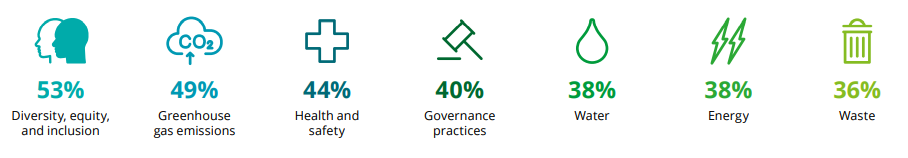 CO2
53%
Diversity, equity,
and inclusion
49%
Greenhouse
gas emissions
44%
Health and
safety
40%
Governance
practices
38%
Water
38%
Energy
36%
Waste